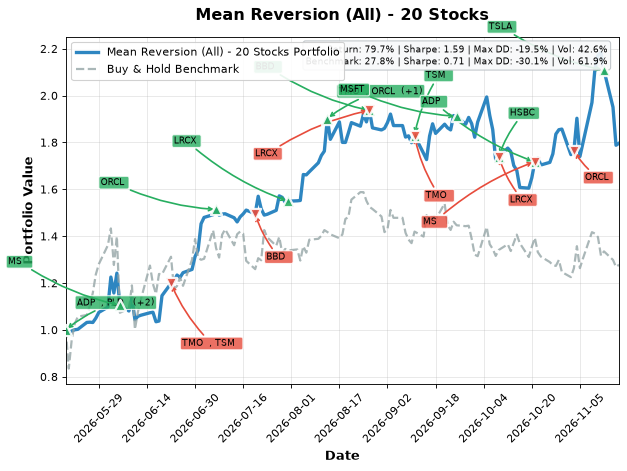 Mean Reversion (All) - 20 Stocks
TSLA
Mean Reversion (All) - 20 Stocks Portfolio
Buy & Hold Benchmark
urn: 79.7% | Sharpe: 1.59 | Max DD: -19.5% | Vol: 42.6%
Benchmark: 27.8% | Sharpe: 0.71 | Max DD: -30.1% | Vol: 61.9%
TSM
MSFT
ORCL (+1)
ADP
HSBC
LRCX
LRCX
ORCL
ORCL
TMO
LRCX
MS
BBD
ADP
(+2)
TMO , TSM
2.2
2.0
1.8
1.6
1.4
1.2
1.0
0.8
ortfolio Value
2026-05-29
2026-06-14
2026-06-30
2026-07-16
2026-08-01
2026-08-17
2026-09-02
2026-09-18
2026-10-04
2026-10-20
2026-11-05
Date